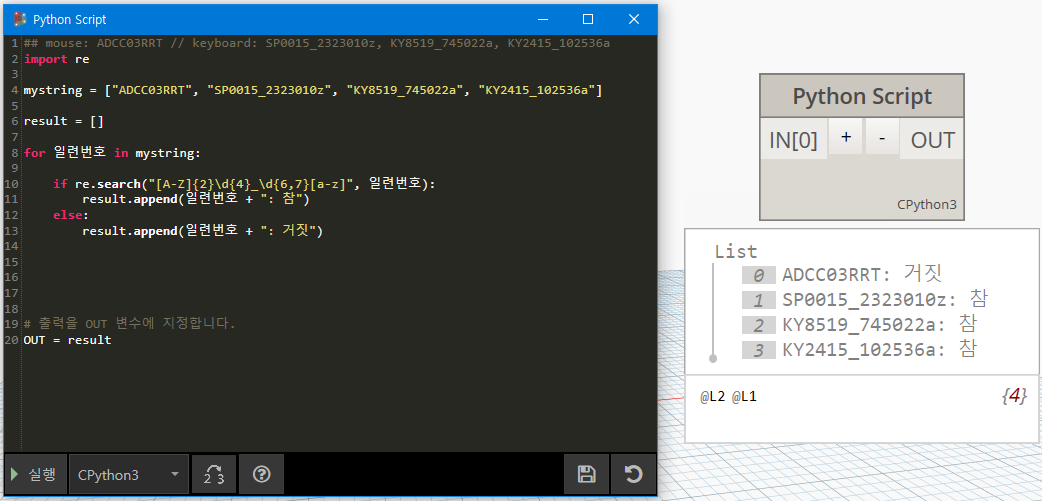 Python Script
1 ## mouse: ADCC03RRT // keyboard: SP0015_2323010z, KY8519_745022a, KY2415_102536a
2 import re
3
4 mystring = ["ADCC03RRT", "SP0015_2323010z", "KY8519_745022a", "KY2415_102536a"]
5
6 result = []
7
8 for 일련번호 in mystring:
9
10     if re.search("[A-Z]{2}\d{4}_\d{6,7}[a-z]", 일련번호):
11         result.append(일련번호 + ": 참")
12     else:
13         result.append(일련번호 + ": 거짓")
14
15
16
17
18
19 # 출력을 OUT 변수에 지정합니다.
20 OUT = result
실행 CPython3 2 3 ?
Python Script
IN[0] + - OUT
CPython3
List
0 ADCC03RRT: 거짓
1 SP0015_2323010z: 참
2 KY8519_745022a: 참
3 KY2415_102536a: 참
@L2 @L1 {4}